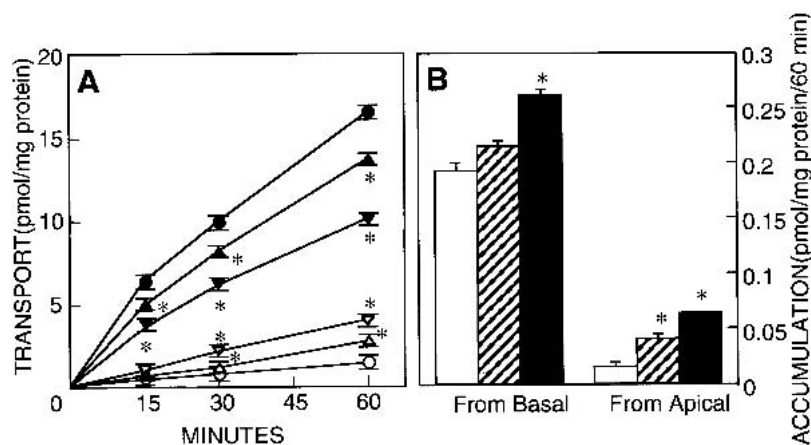 A
TRANSPORT(pmol/mg protein)
20
15
10
5
0
15
30
45
60
MINUTES
* * * * * * * * * *
B
* * *
From Basal
From Apical
0.3
0.25
0.2
0.15
0.1
0.05
0
ACCUMULATION(pmol/mg protein/60 min)